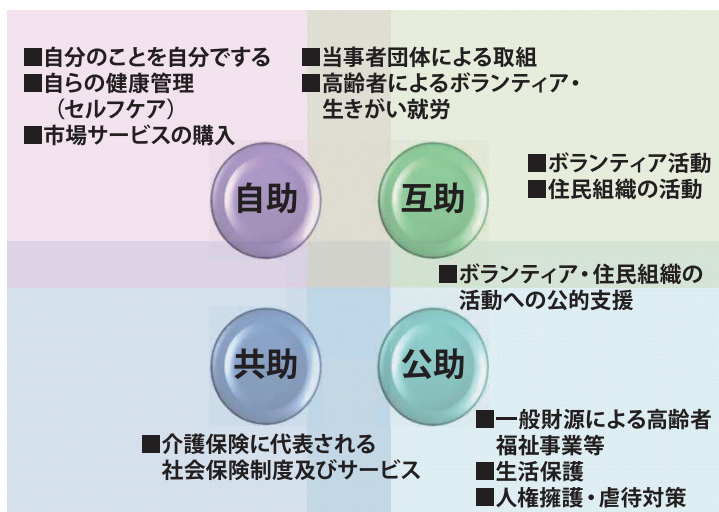 ■自分のことを自分でする
■自らの健康管理
（セルフケア）
■市場サービスの購入
■当事者団体による取組
■高齢者によるボランティア・
生きがい就労
自助
互助
■ボランティア活動
■住民組織の活動
■ボランティア・住民組織の
活動への公的支援
共助
公助
■介護保険に代表される
社会保険制度及びサービス
■一般財源による高齢者
福祉事業等
■生活保護
■人権擁護・虐待対策